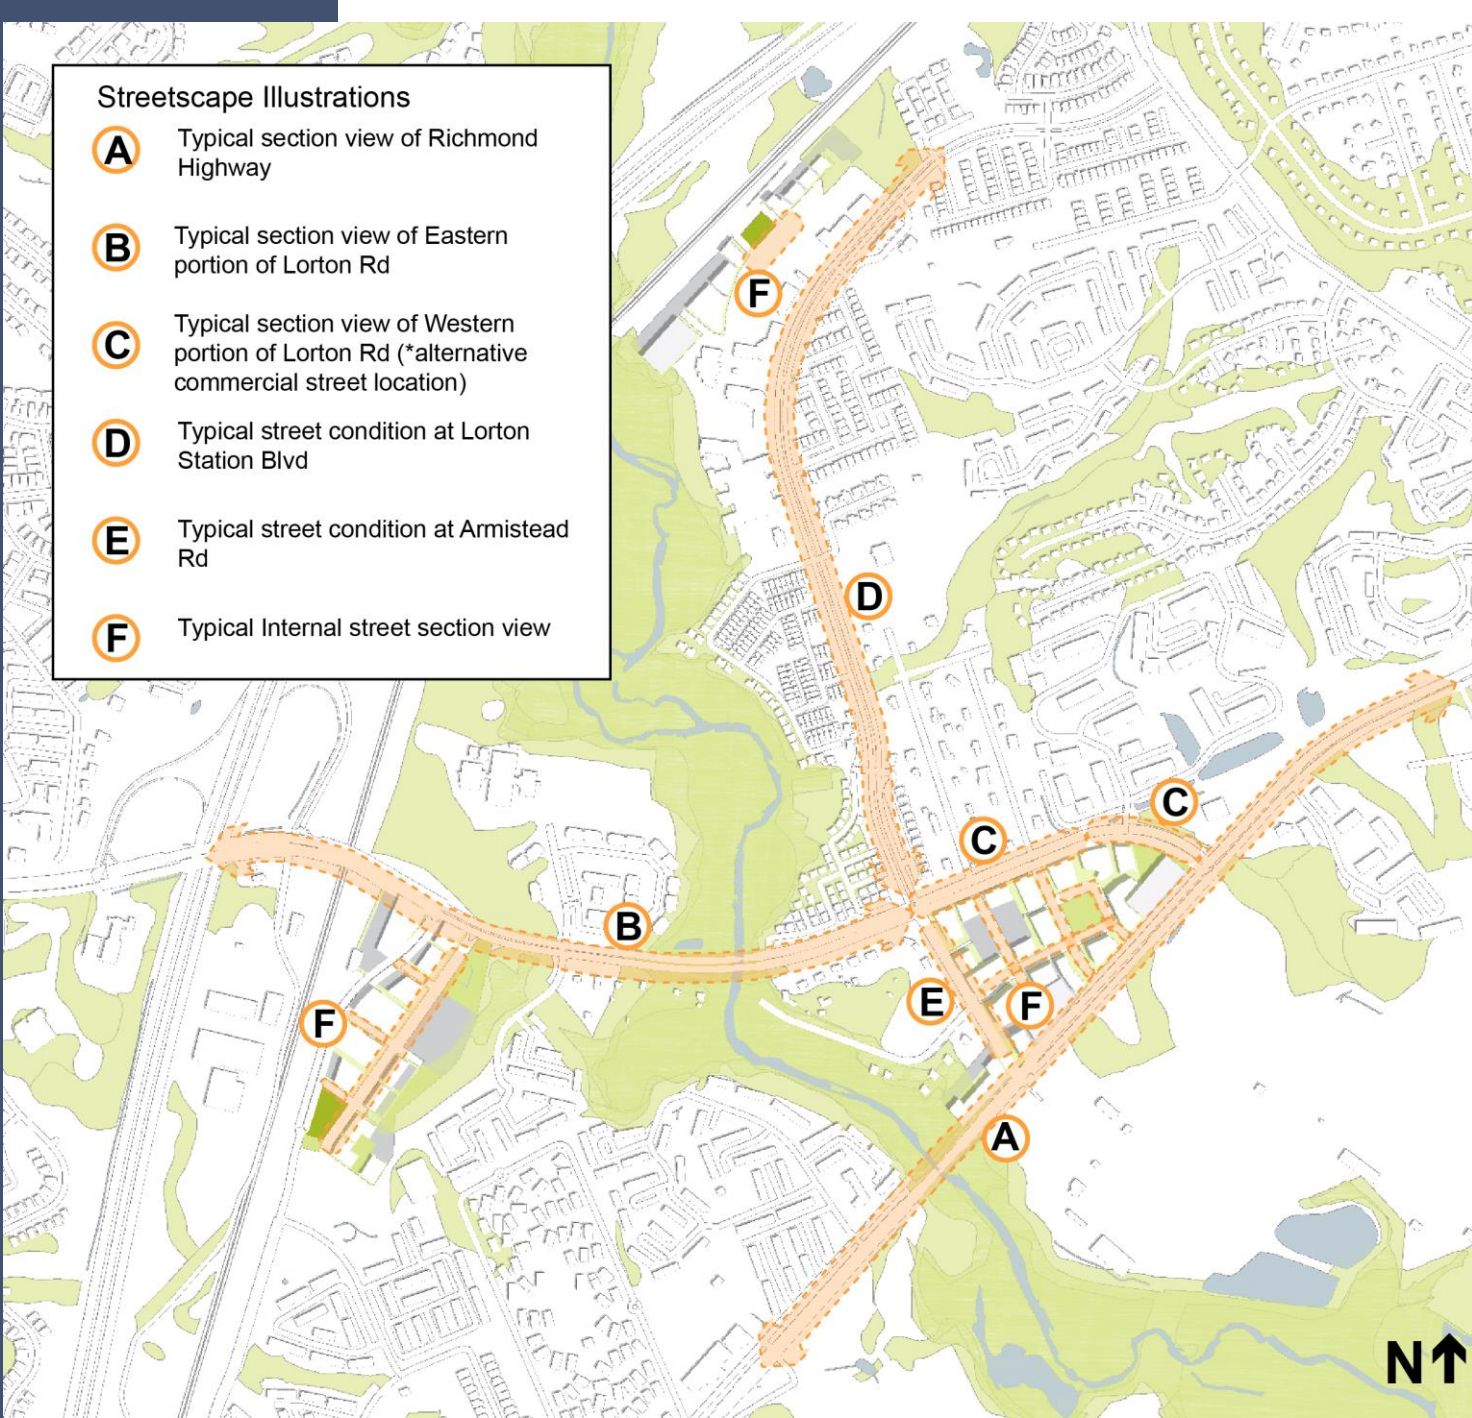 Streetscape Illustrations
A Typical section view of Richmond
Highway
B Typical section view of Eastern
portion of Lorton Rd
C Typical section view of Western
portion of Lorton Rd (*alternative
commercial street location)
D Typical street condition at Lorton
Station Blvd
E Typical street condition at Armistead
Rd
F Typical Internal street section view
F
D
C
C
B
E
F
F
A
N